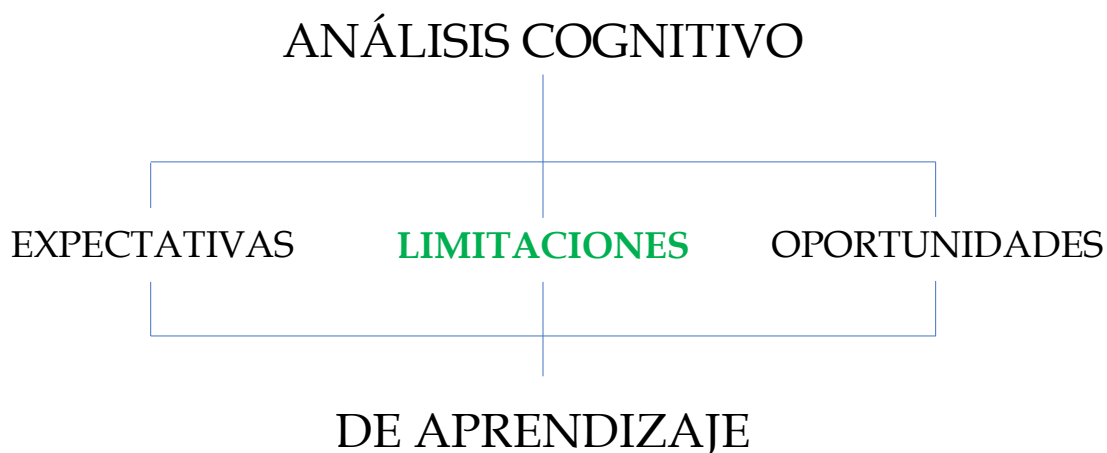 ANÁLISIS COGNITIVO
EXPECTATIVAS LIMITACIONES OPORTUNIDADES
DE APRENDIZAJE